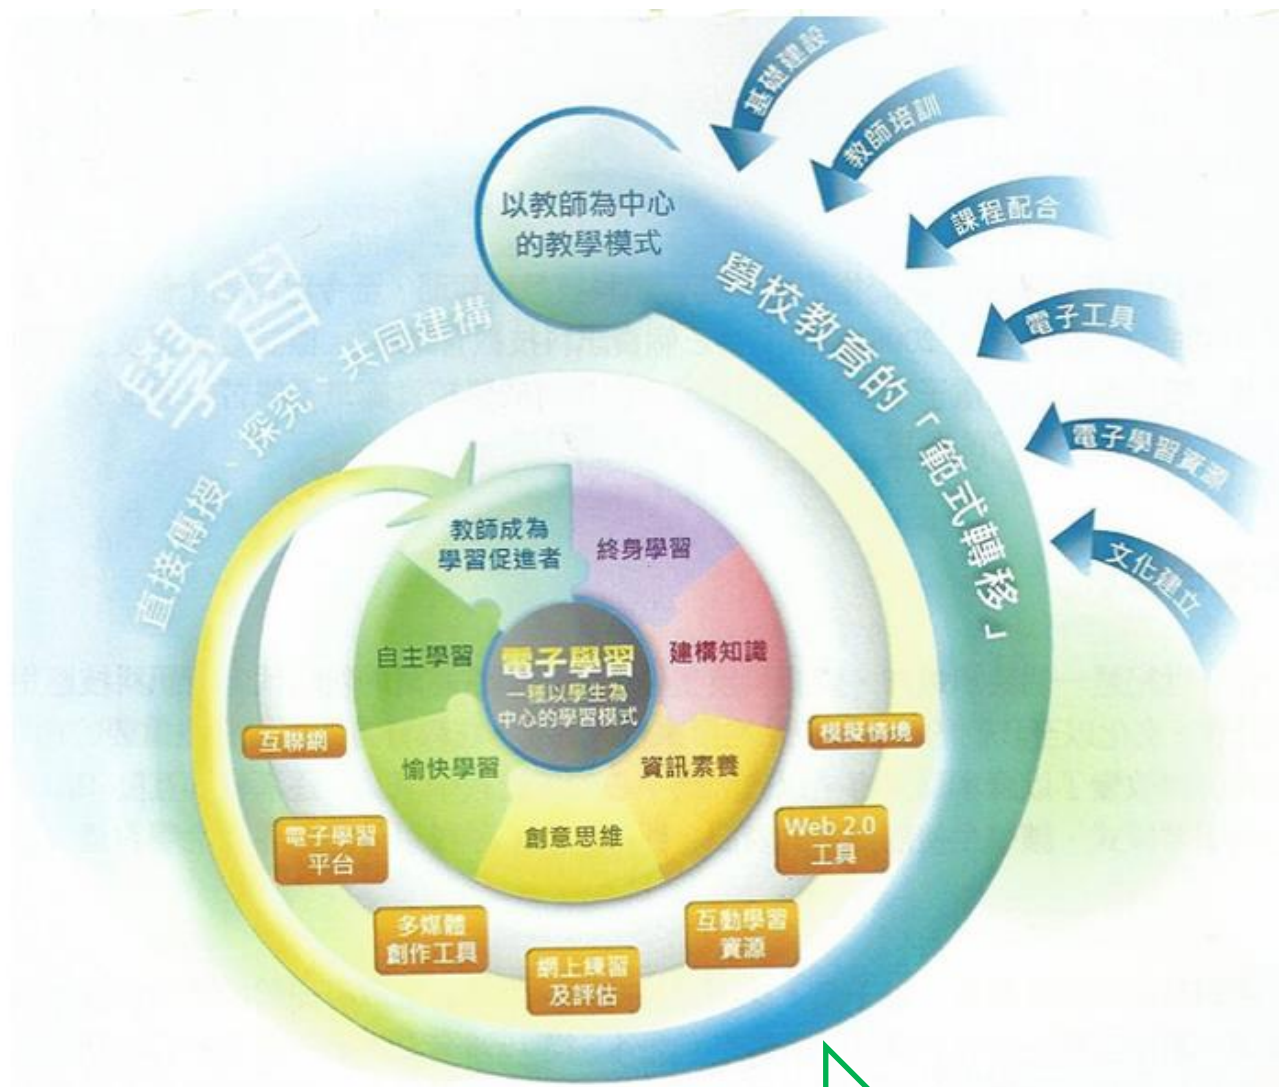 基礎建設
教師培訓
課程配合
電子工具
電子學習資源
文化建立
以教師為中心
的教學模式
學校教育的「範式轉移」
學習
直接傳授、探究、共同建構
教師成為
學習促進者
終身學習
自主學習
建構知識
電子學習
一種以學生為
中心的學習模式
愉快學習
資訊素養
創意思維
互聯網
模擬情境
電子學習
平台
Web 2.0
工具
多媒體
創作工具
互動學習
資源
網上練習
及評估